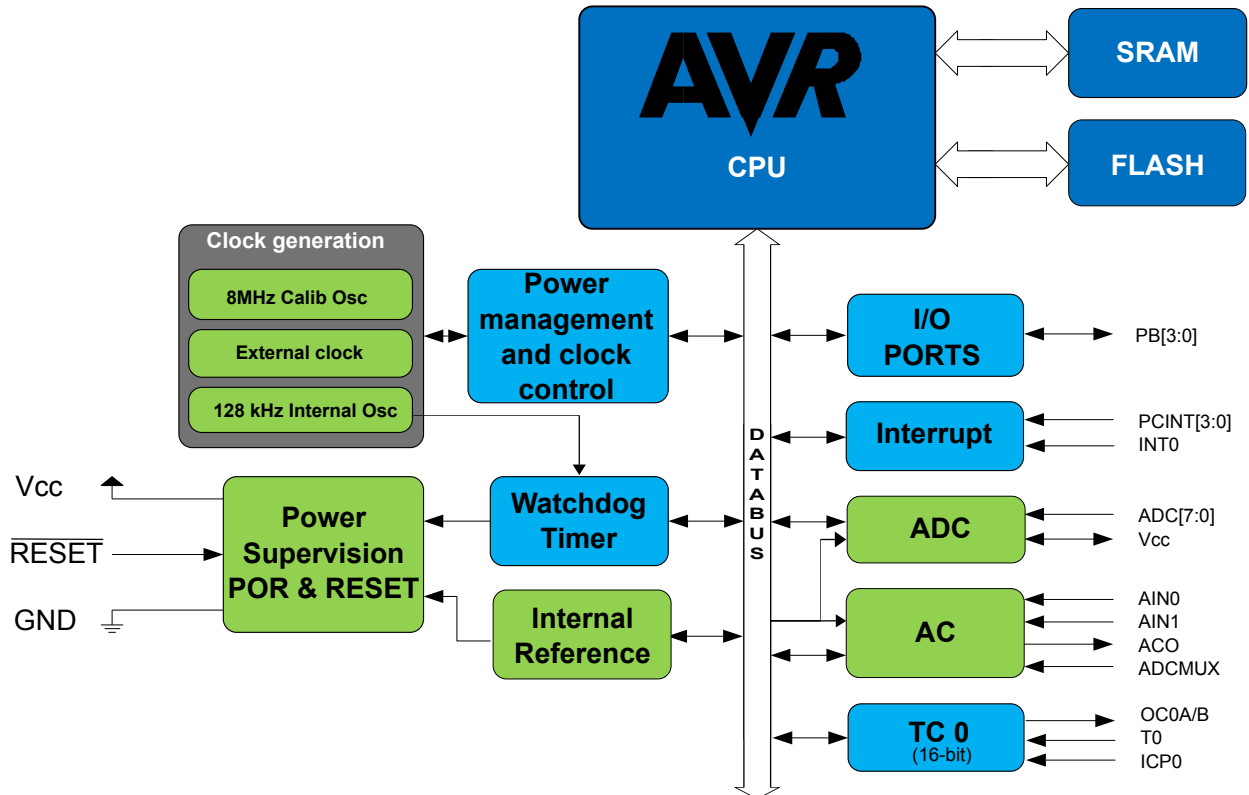 AVR
CPU
SRAM
FLASH
Clock generation
8MHz Calib Osc
External clock
128 kHz Internal Osc
Power
management
and clock
control
I/O
PORTS
PB[3:0]
Interrupt
PCINT[3:0]
INT0
DATABUS
Vcc
RESET
GND
Power
Supervision
POR & RESET
Watchdog
Timer
Internal
Reference
ADC
ADC[7:0]
Vcc
AC
AIN0
AIN1
ACO
ADCMUX
TC 0
(16-bit)
OC0A/B
T0
ICP0